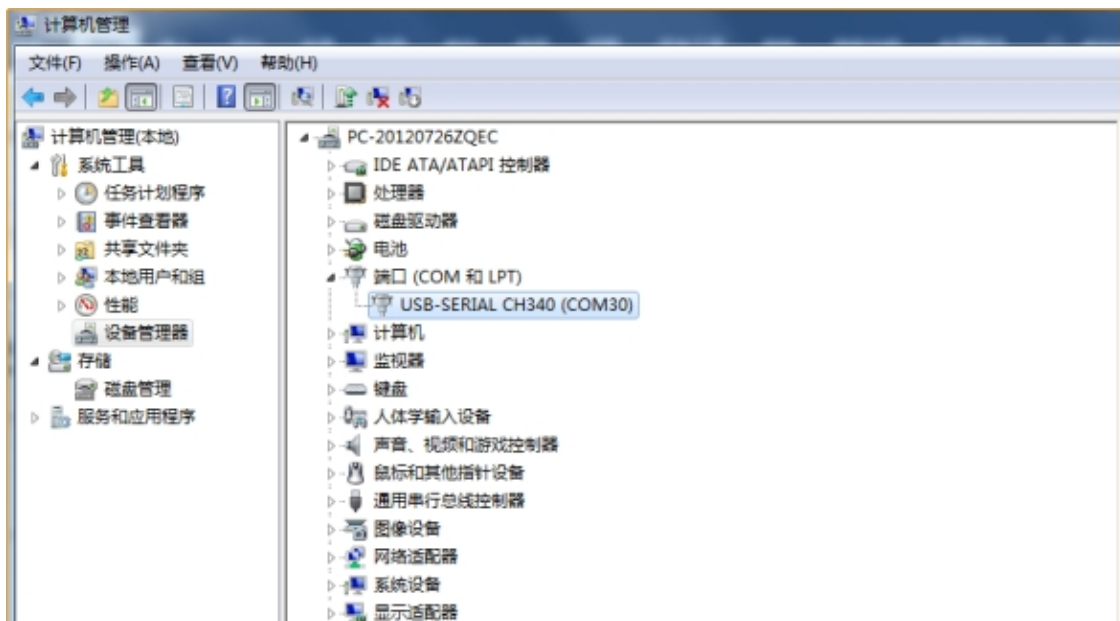 计算机管理
文件(F) 操作(A) 查看(V) 帮助(H)
计算机管理(本地)
系统工具
任务计划程序
事件查看器
共享文件夹
本地用户和组
性能
设备管理器
存储
磁盘管理
服务和应用程序
PC-20120726ZQEC
IDE ATA/ATAPI 控制器
处理器
磁盘驱动器
电池
端口 (COM 和 LPT)
USB-SERIAL CH340 (COM30)
计算机
监视器
键盘
人体学输入设备
声音、视频和游戏控制器
鼠标和其他指针设备
通用串行总线控制器
图像设备
网络适配器
系统设备
显示适配器